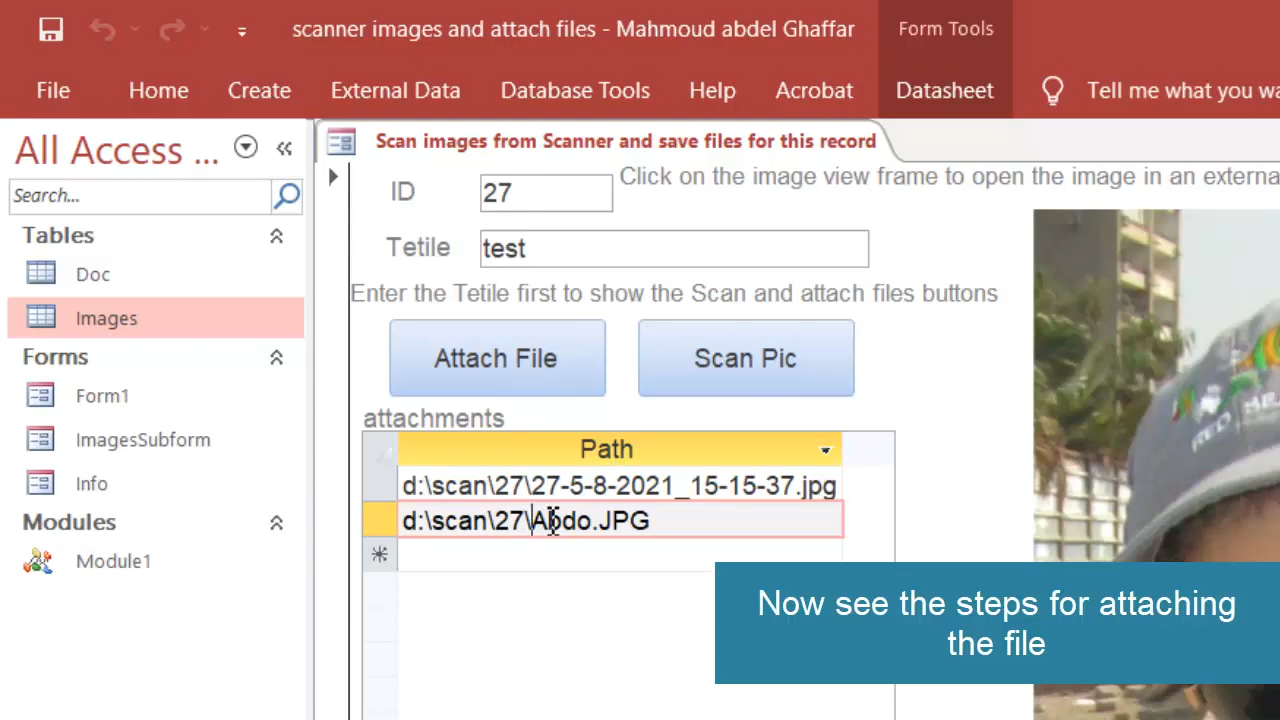 scanner images and attach files - Mahmoud abdel Ghaffar
Form Tools
File
Home
Create
External Data
Database Tools
Help
Acrobat
Datasheet
Tell me what you wa
All Access ...
Search...
Tables
Doc
Images
Forms
Form1
ImagesSubform
Info
Modules
Module1
Scan images from Scanner and save files for this record
ID
27
Click on the image view frame to open the image in an externa
Tetile
test
Enter the Tetile first to show the Scan and attach files buttons
Attach File
Scan Pic
attachments
Path
d:\scan\27\27-5-8-2021_15-15-37.jpg
d:\scan\27\Abdo.JPG
Now see the steps for attaching
the file